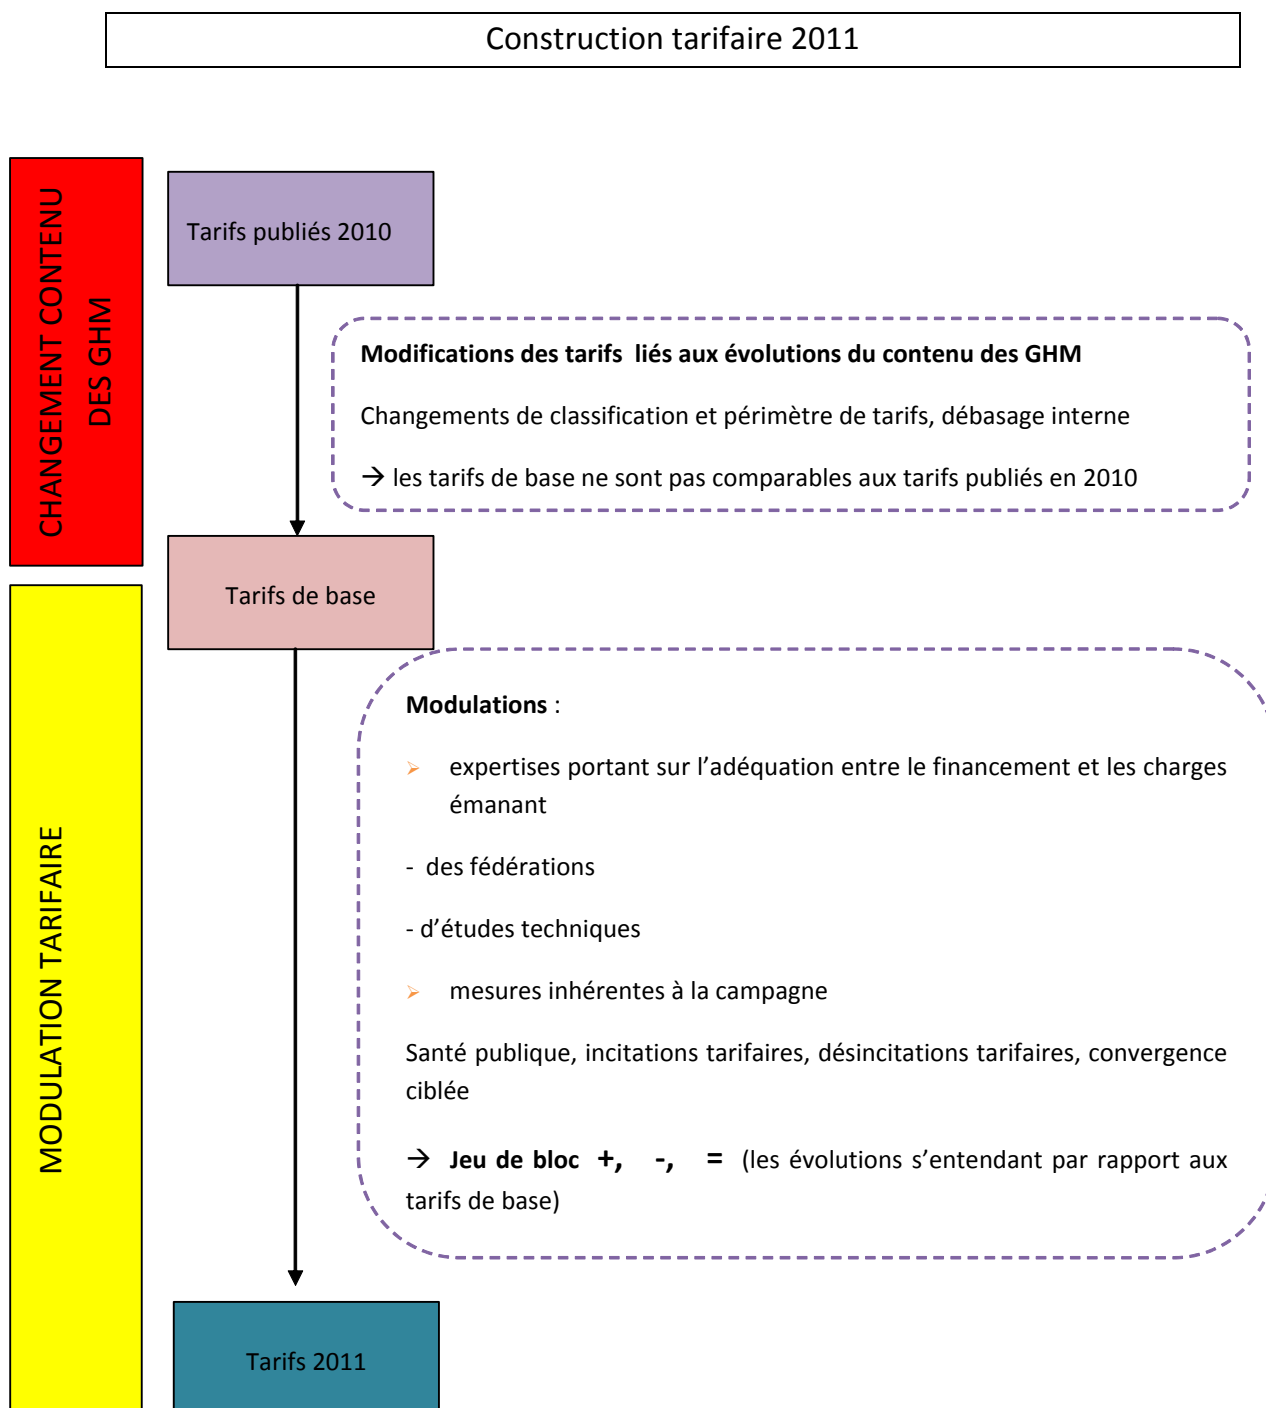 Construction tarifaire 2011
CHANGEMENT CONTENU
DES GHM
Tarifs publiés 2010
Modifications des tarifs liés aux évolutions du contenu des GHM
Changements de classification et périmètre de tarifs, débasage interne
→ les tarifs de base ne sont pas comparables aux tarifs publiés en 2010
Tarifs de base
MODULATION TARIFAIRE
Modulations :
➢ expertises portant sur l’adéquation entre le financement et les charges
émanant
- des fédérations
- d’études techniques
➢ mesures inhérentes à la campagne
Santé publique, incitations tarifaires, désincitations tarifaires, convergence
ciblée
→ Jeu de bloc +, -, = (les évolutions s’entendant par rapport aux
tarifs de base)
Tarifs 2011